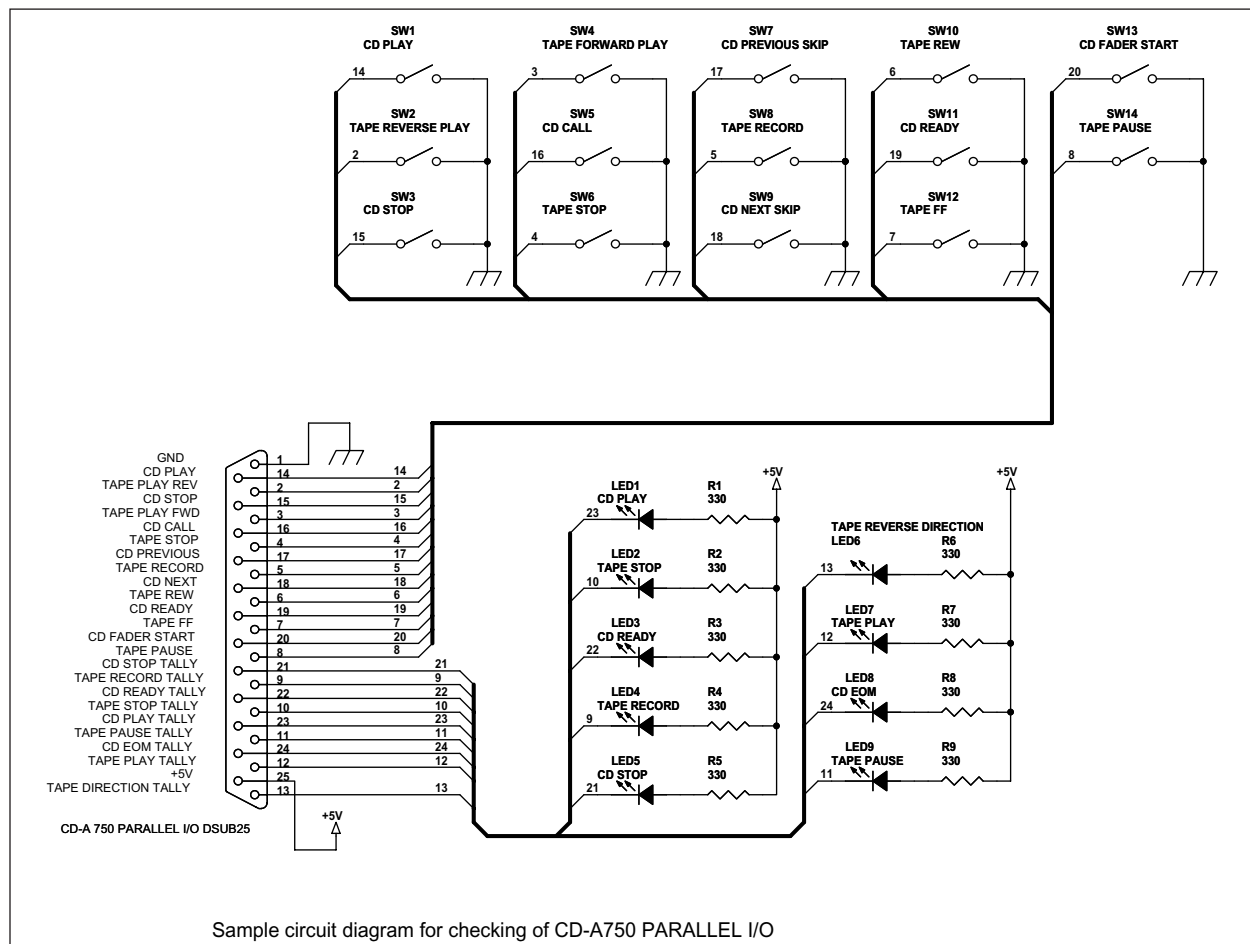 SW1
CD PLAY
14
SW2
TAPE REVERSE PLAY
2
SW3
CD STOP
15
SW4
TAPE FORWARD PLAY
3
SW5
CD CALL
16
SW6
TAPE STOP
4
SW7
CD PREVIOUS SKIP
17
SW8
TAPE RECORD
5
SW9
CD NEXT SKIP
18
SW10
TAPE REW
6
SW11
CD READY
19
SW12
TAPE FF
7
SW13
CD FADER START
20
SW14
TAPE PAUSE
8
GND 1
CD PLAY 14 14
TAPE PLAY REV 2 2
CD STOP 15 15
TAPE PLAY FWD 3 3
CD CALL 16 16
TAPE STOP 4 4
CD PREVIOUS 17 17
TAPE RECORD 5 5
CD NEXT 18 18
TAPE REW 6 6
CD READY 19 19
TAPE FF 7 7
CD FADER START 20 20
TAPE PAUSE 8 8
CD STOP TALLY 21 21
TAPE RECORD TALLY 9 9
CD READY TALLY 22 22
TAPE STOP TALLY 10 10
CD PLAY TALLY 23 23
TAPE PAUSE TALLY 11 11
CD EOM TALLY 24 24
TAPE PLAY TALLY 12 12
+5V 25
TAPE DIRECTION TALLY 13 13
+5V
CD-A 750 PARALLEL I/O DSUB25
+5V
LED1 R1
CD PLAY 330
23
LED2 R2
TAPE STOP 330
10
LED3 R3
CD READY 330
22
LED4 R4
TAPE RECORD 330
9
LED5 R5
CD STOP 330
21
+5V
TAPE REVERSE DIRECTION
LED6 R6
330
13
LED7 R7
TAPE PLAY 330
12
LED8 R8
CD EOM 330
24
LED9 R9
TAPE PAUSE 330
11
Sample circuit diagram for checking of CD-A750 PARALLEL I/O